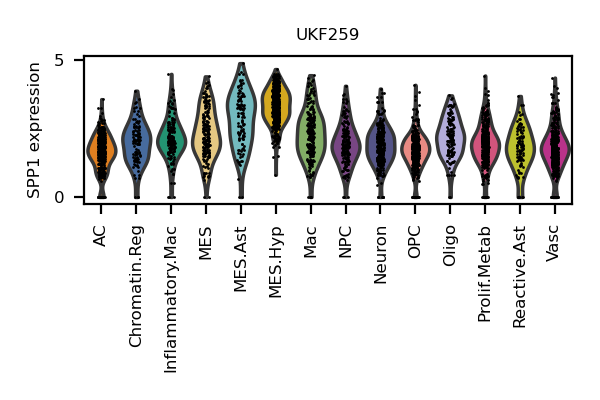 UKF259
SPP1 expression
5
0
AC
Chromatin.Reg
Inflammatory.Mac
MES
MES.Ast
MES.Hyp
Mac
NPC
Neuron
OPC
Oligo
Prolif.Metab
Reactive.Ast
Vasc